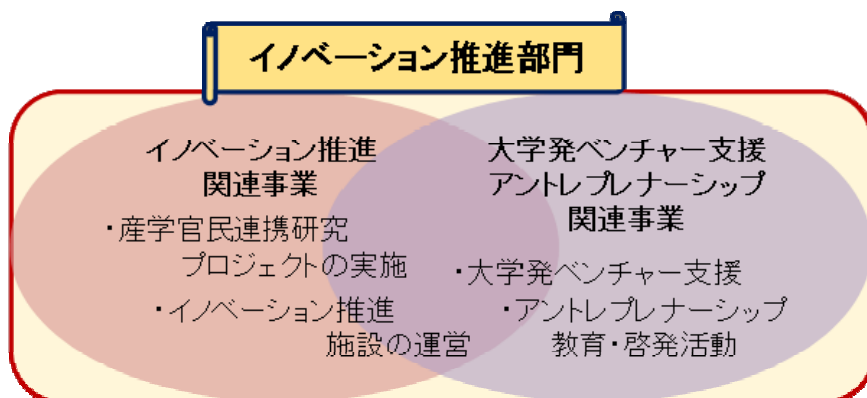 イノベーション推進部門
イノベーション推進
関連事業
・産学官民連携研究
プロジェクトの実施
・イノベーション推進
施設の運営
大学発ベンチャー支援
アントレプレナーシップ
関連事業
・大学発ベンチャー支援
・アントレプレナーシップ
教育・啓発活動